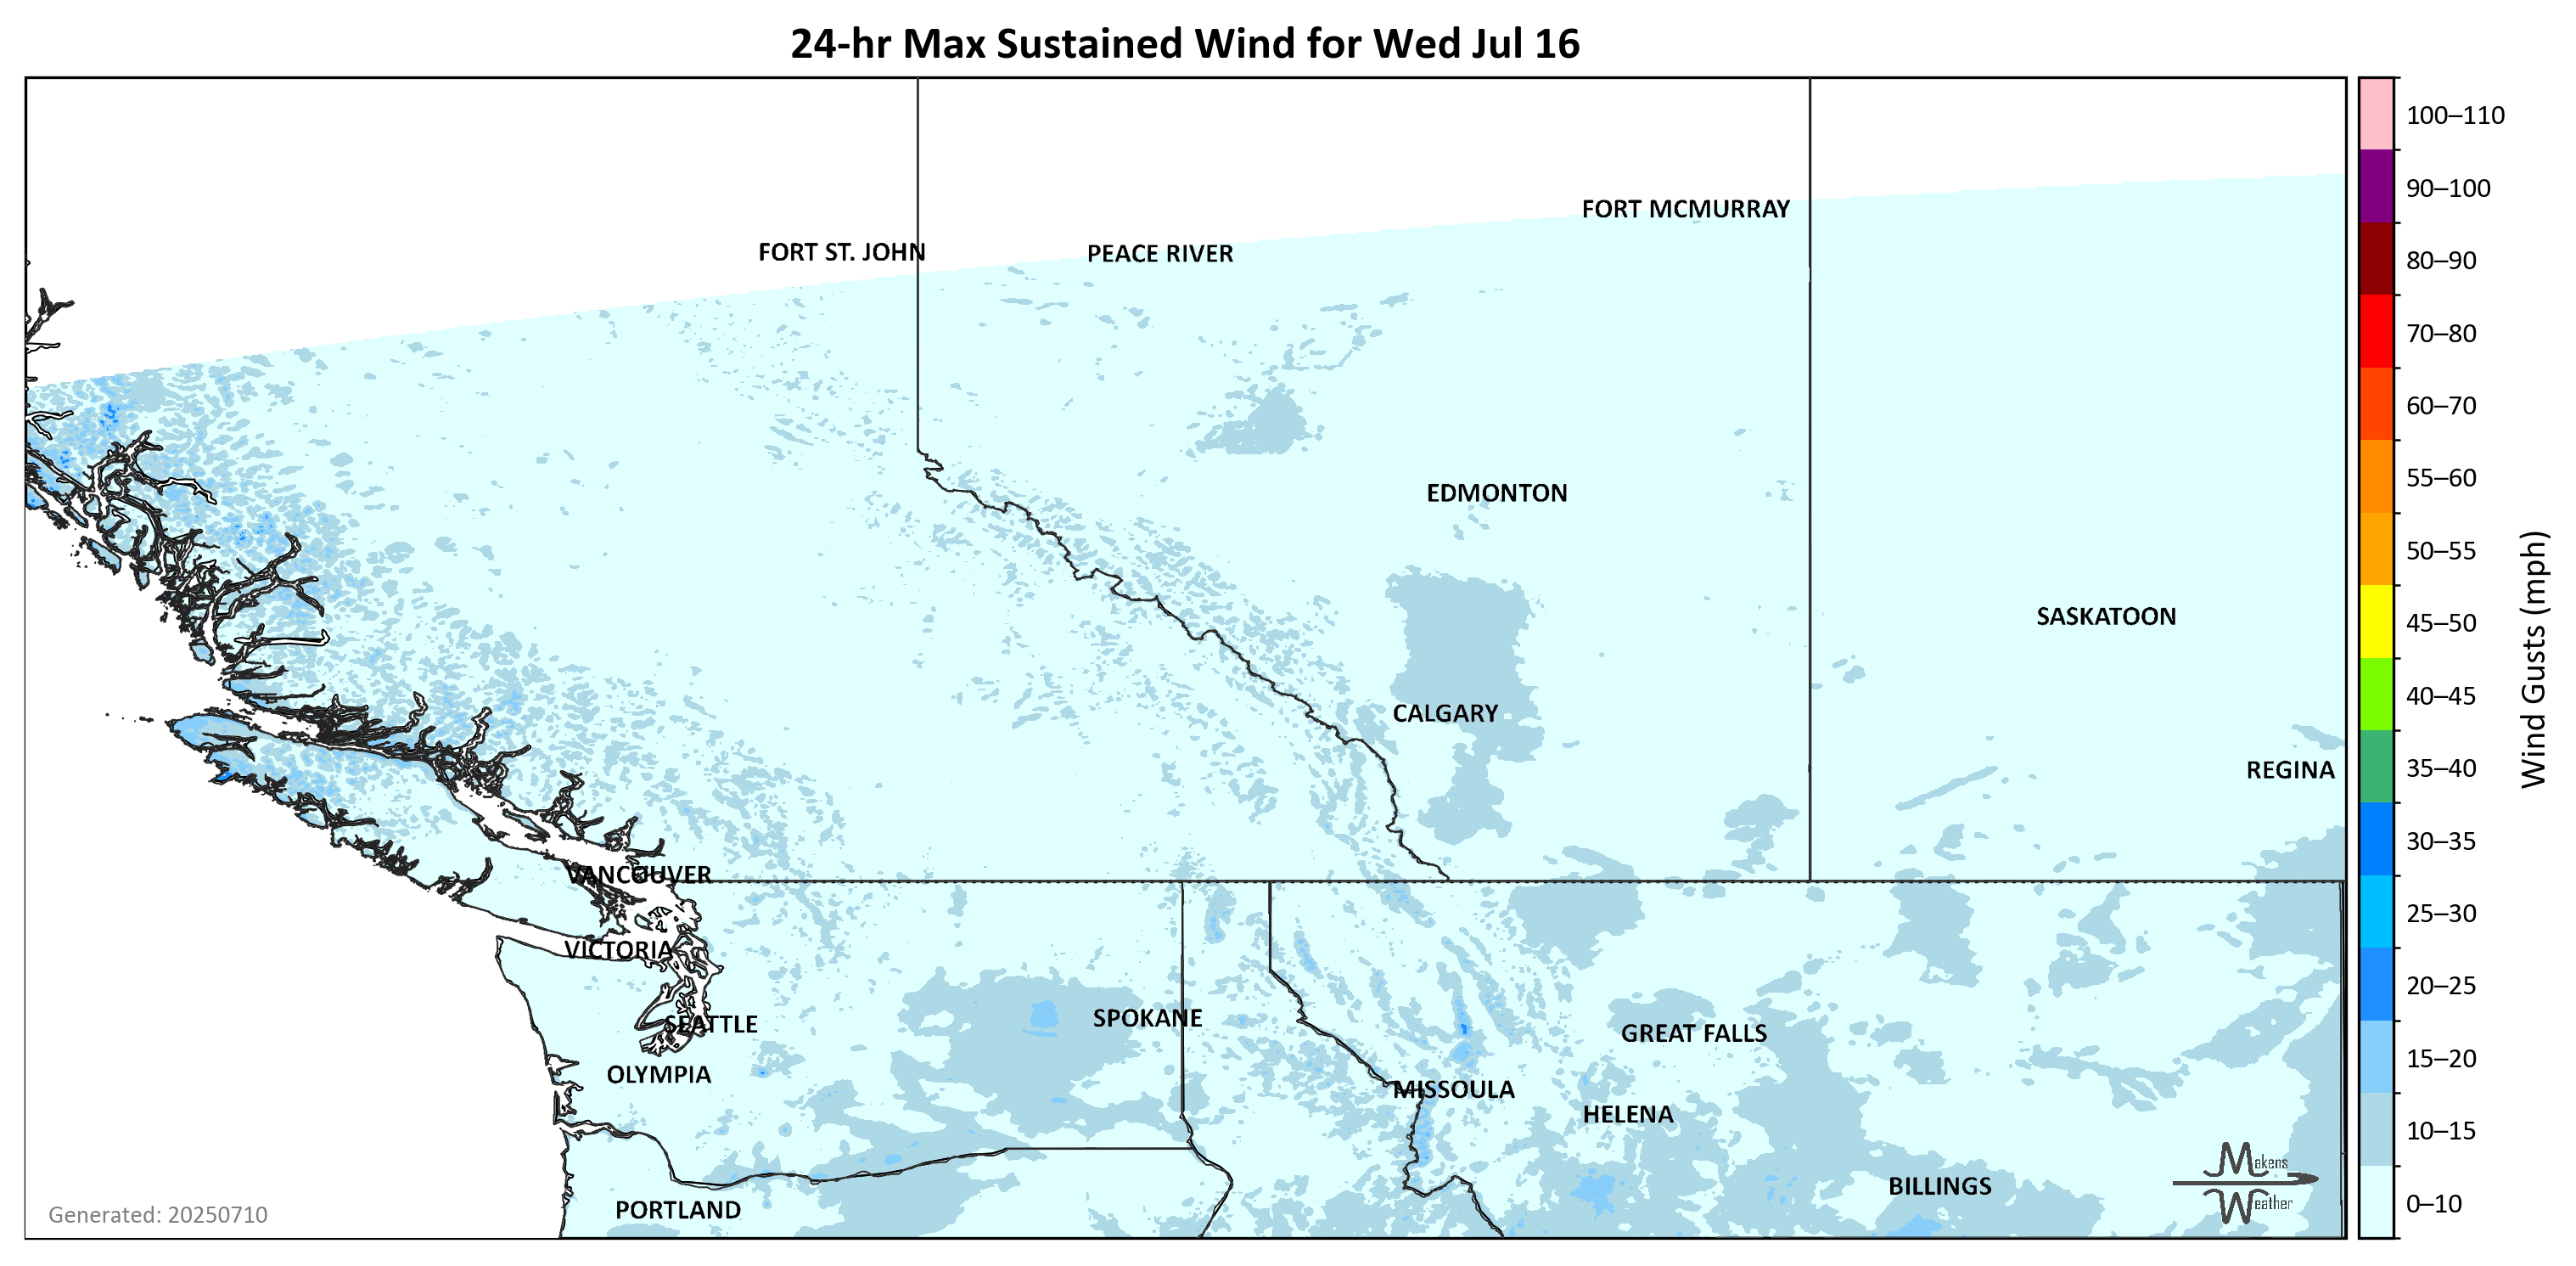 24-hr Max Sustained Wind for Wed Jul 16
100–110
FORT MCMURRAY
90–100
FORT ST. JOHN
PEACE RIVER
80–90
70–80
60–70
EDMONTON
55–60
50–55
SASKATOON
45–50
CALGARY
40–45
Wind Gusts (mph)
REGINA
35–40
VANCOUVER
30–35
VICTORIA
25–30
SEATTLE
SPOKANE
GREAT FALLS
20–25
OLYMPIA
MISSOULA
HELENA
15–20
10–15
Makens
Weather
BILLINGS
PORTLAND
Generated: 20250710
0–10